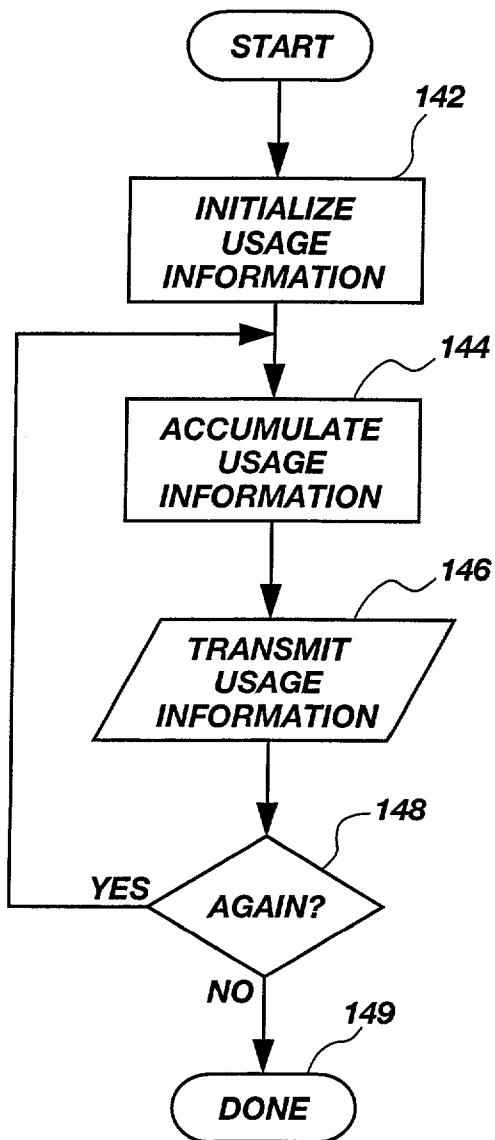 START
142
INITIALIZE
USAGE
INFORMATION
144
ACCUMULATE
USAGE
INFORMATION
146
TRANSMIT
USAGE
INFORMATION
148
YES
AGAIN?
NO
149
DONE